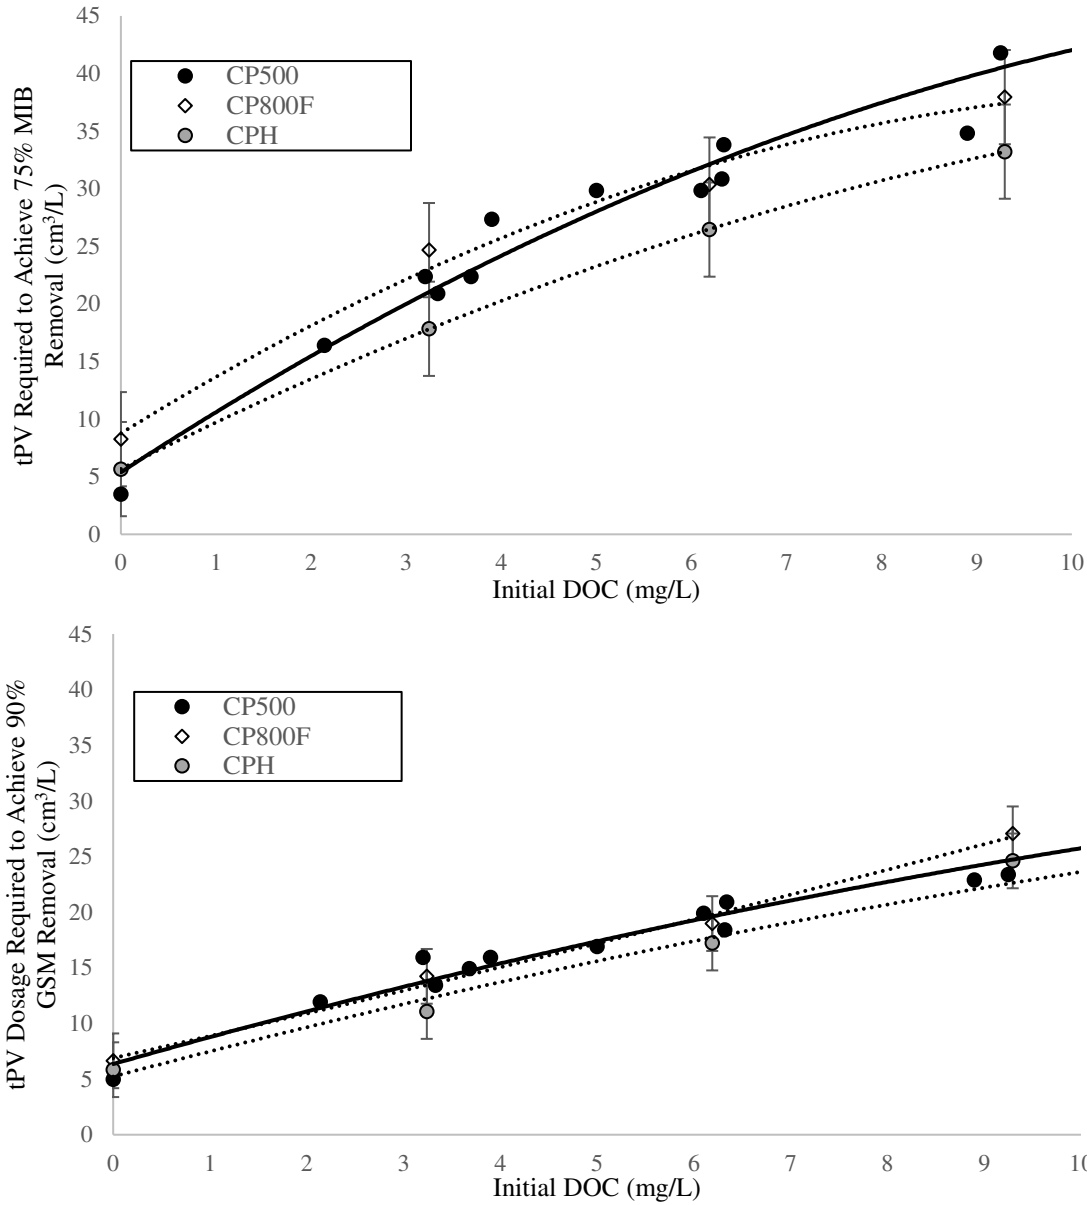 tPV Required to Achieve 75% MIB
Removal (cm³/L)
45
40
35
30
25
20
15
10
5
0
CP500
CP800F
CPH
0 1 2 3 4 5 6 7 8 9 10
Initial DOC (mg/L)
tPV Dosage Required to Achieve 90%
GSM Removal (cm³/L)
45
40
35
30
25
20
15
10
5
0
CP500
CP800F
CPH
0 1 2 3 4 5 6 7 8 9 10
Initial DOC (mg/L)